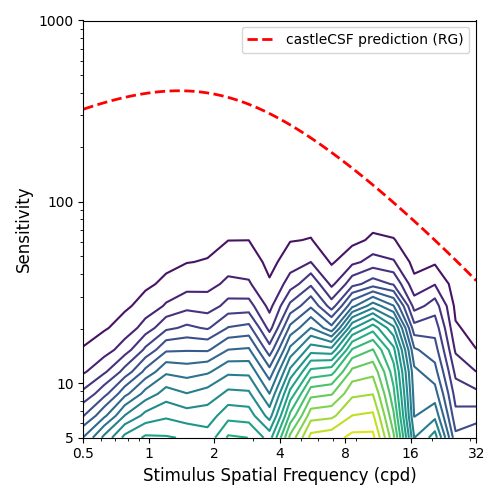 1000
castleCSF prediction (RG)
100
10
5
Sensitivity
0.5 1 2 4 8 16 32
Stimulus Spatial Frequency (cpd)